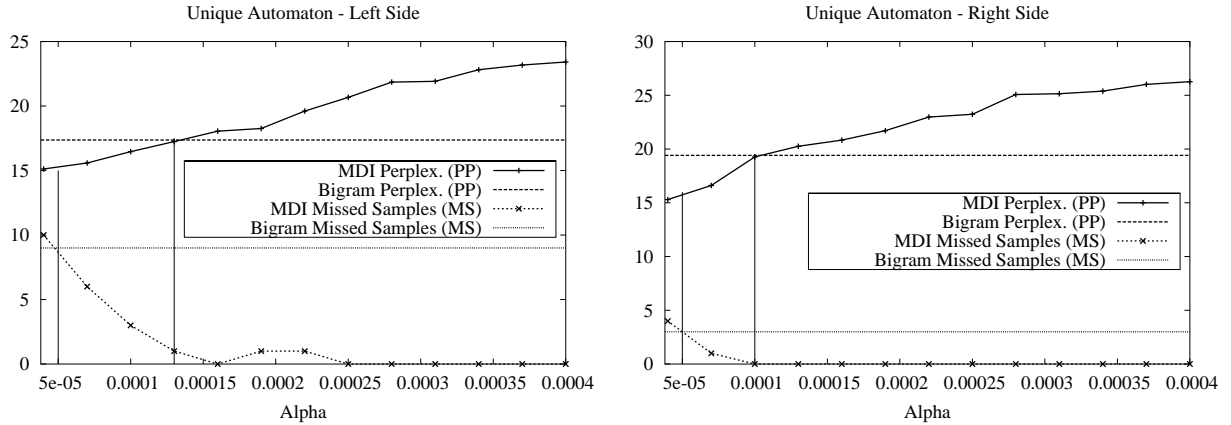 Unique Automaton - Left Side
25
20
15
10
5
0
MDI Perplex. (PP)
Bigram Perplex. (PP)
MDI Missed Samples (MS)
Bigram Missed Samples (MS)
5e-05 0.0001 0.00015 0.0002 0.00025 0.0003 0.00035 0.0004
Alpha
Unique Automaton - Right Side
30
25
20
15
10
5
0
MDI Perplex. (PP)
Bigram Perplex. (PP)
MDI Missed Samples (MS)
Bigram Missed Samples (MS)
5e-05 0.0001 0.00015 0.0002 0.00025 0.0003 0.00035 0.0004
Alpha